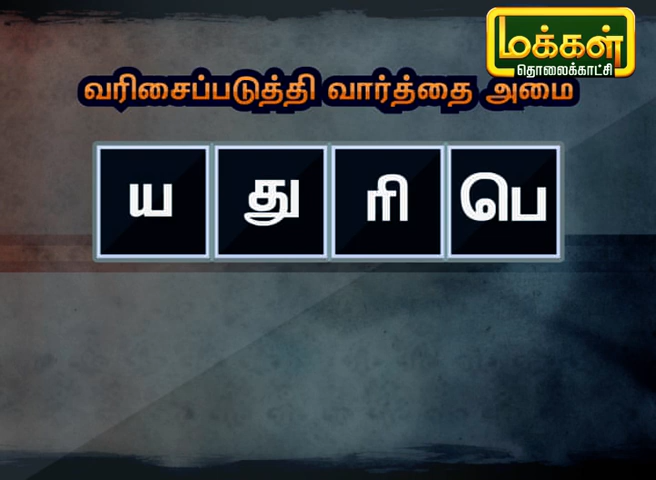 மக்கள்
தொலைக்காட்சி
வரிசைப்படுத்தி வார்த்தை அமை
ய து ரி பெ